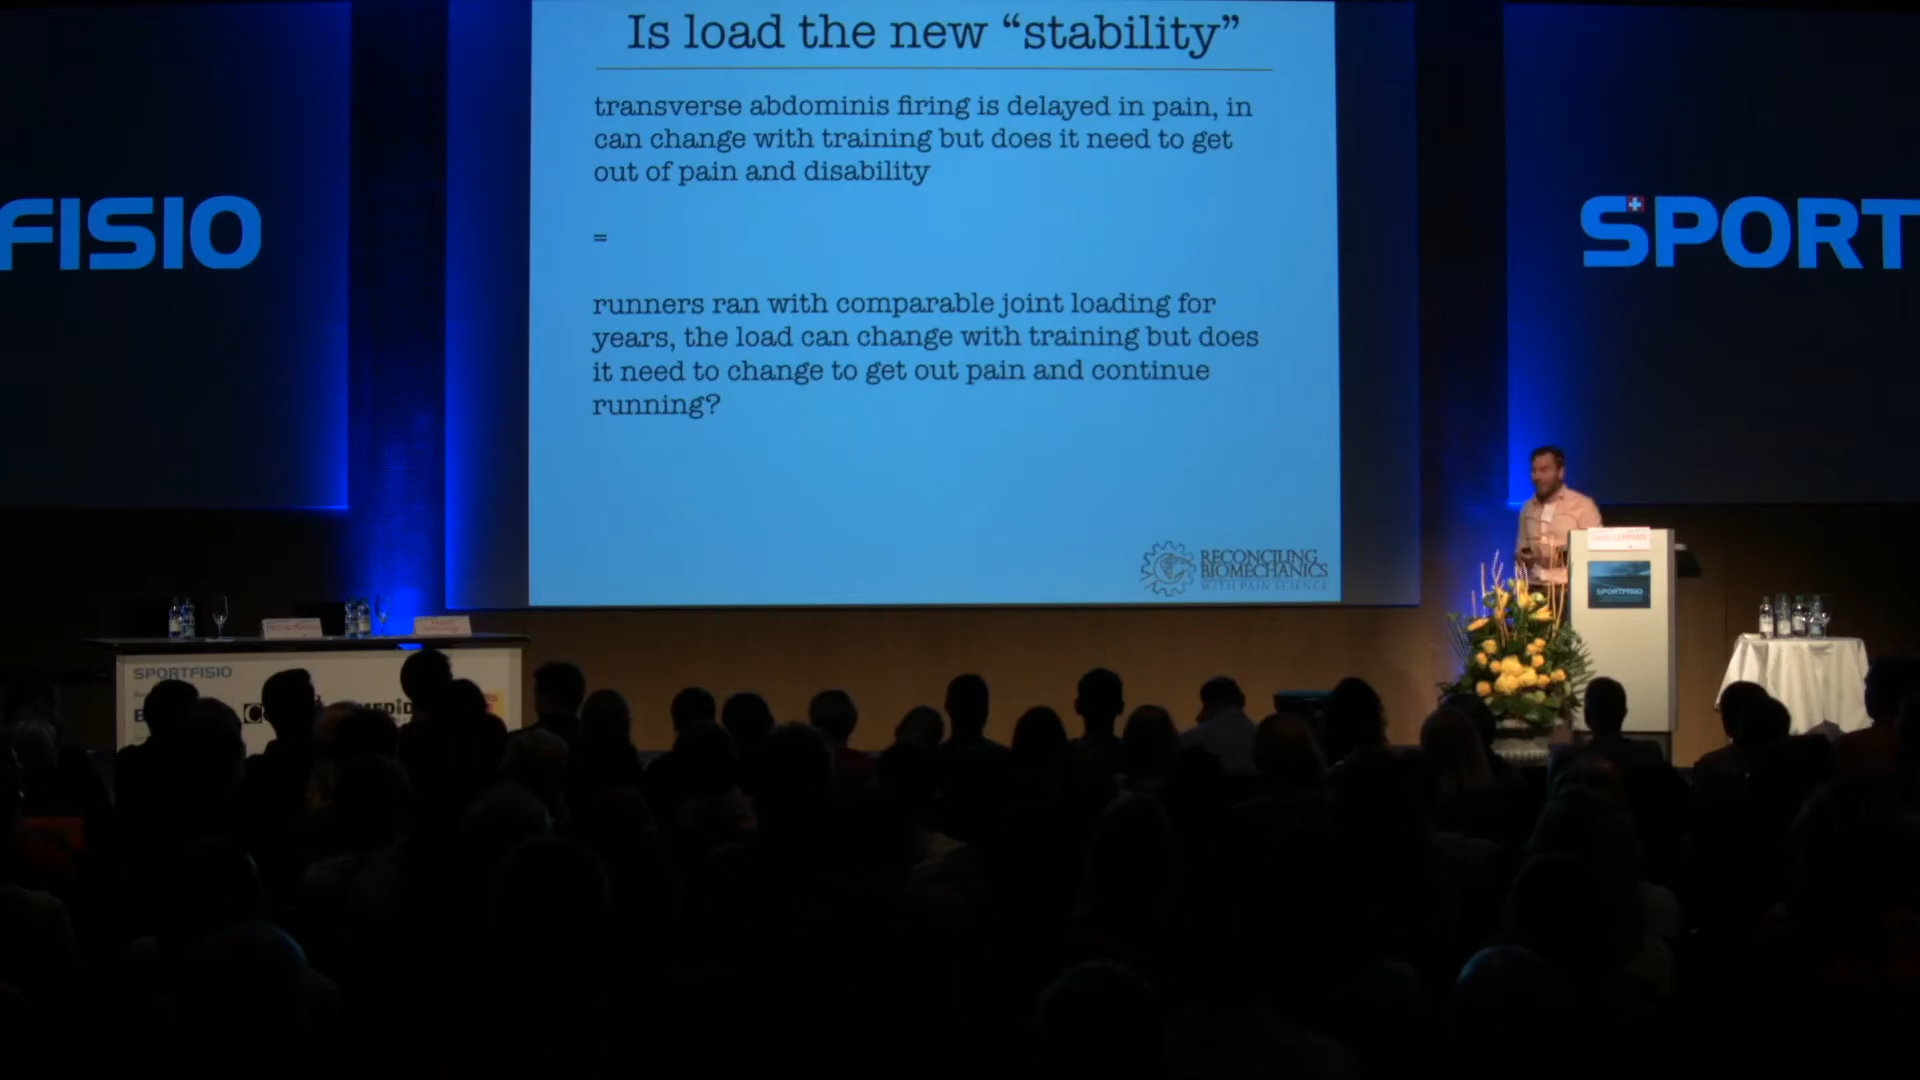 Is load the new “stability”
transverse abdominis firing is delayed in pain, in
can change with training but does it need to get
out of pain and disability
=
runners ran with comparable joint loading for
years, the load can change with training but does
it need to change to get out pain and continue
running?
RECONCILING
BIOMECHANICS
WITH PAIN SCIENCE
FISIO
SPORT
LEHMAN
SPORTFISIO
SPORTFISIO